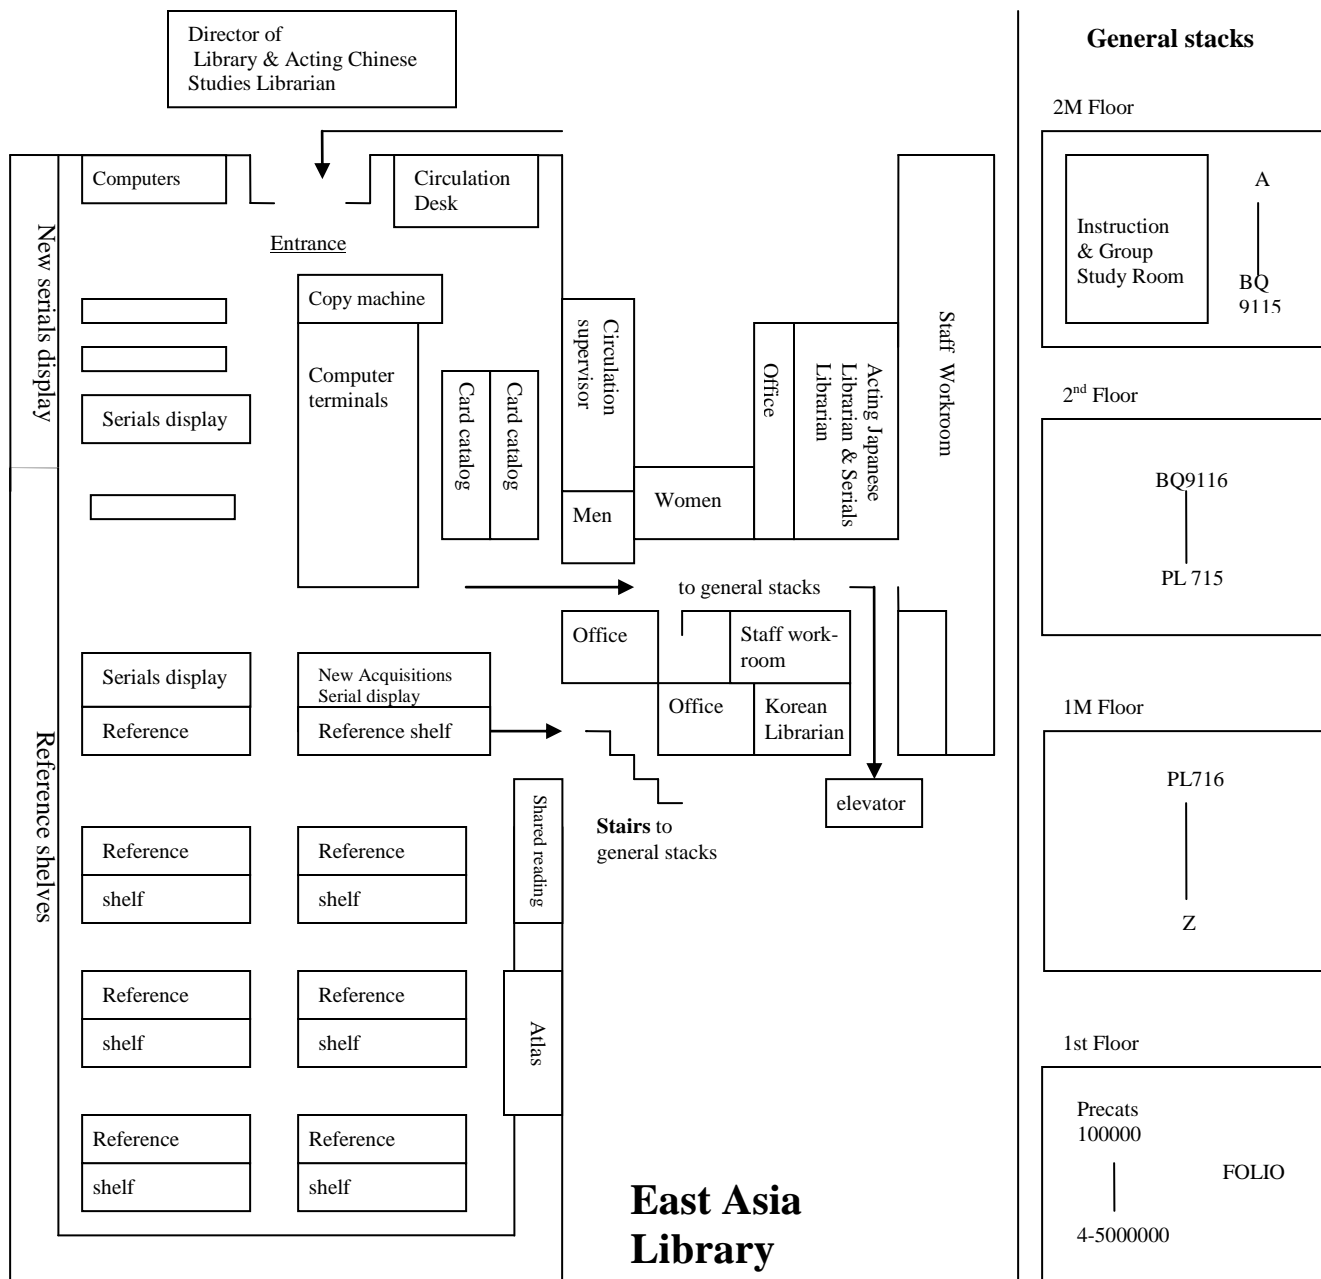 Director of
Library & Acting Chinese
Studies Librarian
General stacks
2M Floor
Computers
Circulation
Desk
Entrance
New serials display
Copy machine
Computer
terminals
Card catalog
Card catalog
Circulation
supervisor
Office
Acting Japanese
Librarian & Serials
Librarian
Staff Workroom
Serials display
Men
Women
to general stacks
Instruction
& Group
Study Room
A
BQ
9115
2nd Floor
BQ9116
PL 715
Office
Staff work-
room
Serials display
New Acquisitions
Serial display
Reference
Reference shelf
Office
Korean
Librarian
1M Floor
PL716
Z
Reference shelves
Shared reading
elevator
Stairs to
general stacks
Reference
shelf
Reference
shelf
Reference
shelf
Reference
shelf
Atlas
1st Floor
Precats
100000
FOLIO
4-5000000
Reference
shelf
Reference
shelf
East Asia
Library